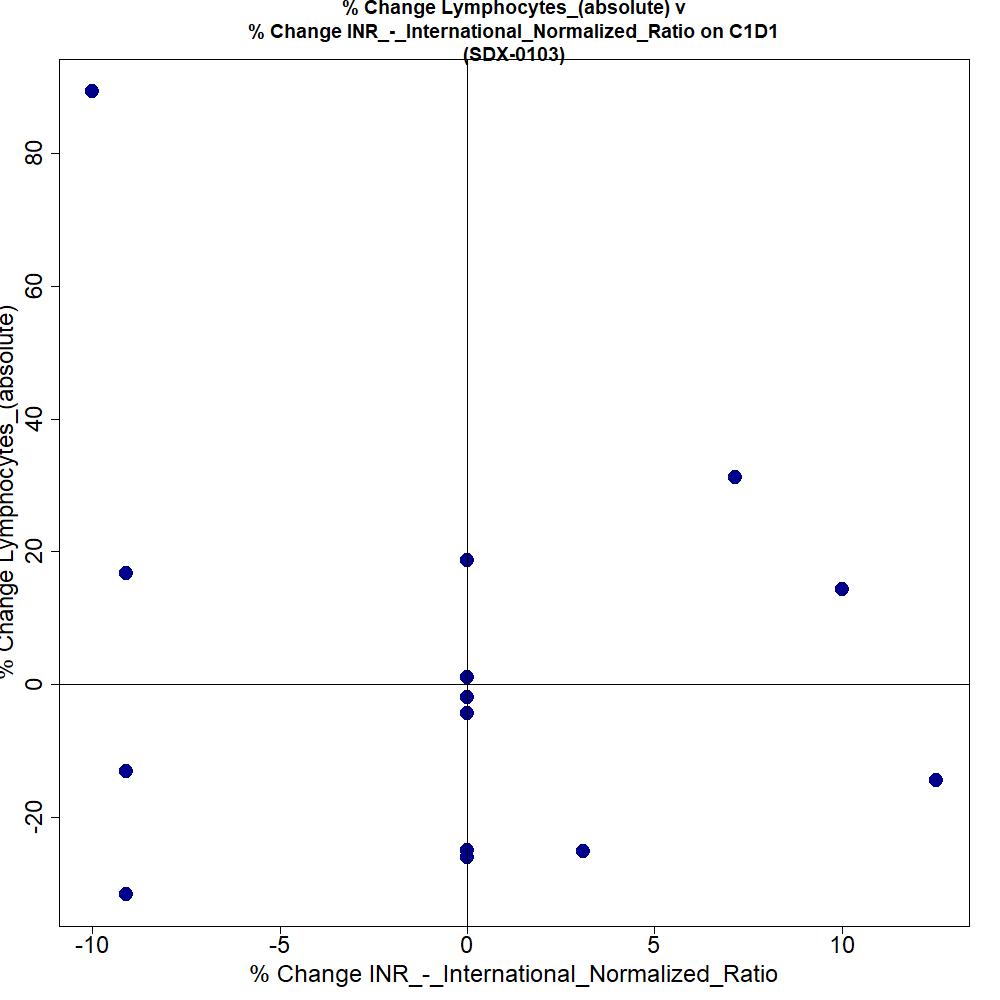 % Change Lymphocytes_(absolute) v
% Change INR_-_International_Normalized_Ratio on C1D1
(SDX-0103)
% Change Lymphocytes_(absolute)
80
60
40
20
0
-20
-10
-5
0
5
10
% Change INR_-_International_Normalized_Ratio